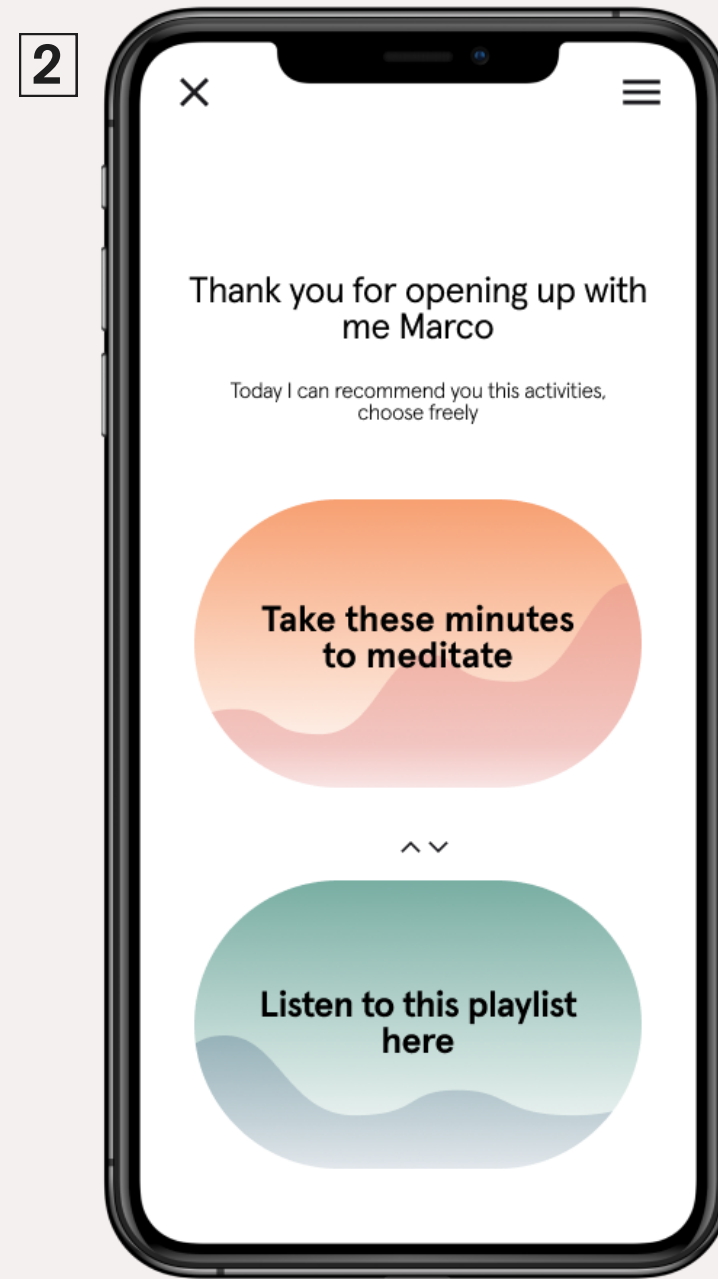 2
Thank you for opening up with
me Marco
Today I can recommend you this activities,
choose freely
Take these minutes
to meditate
Listen to this playlist
here